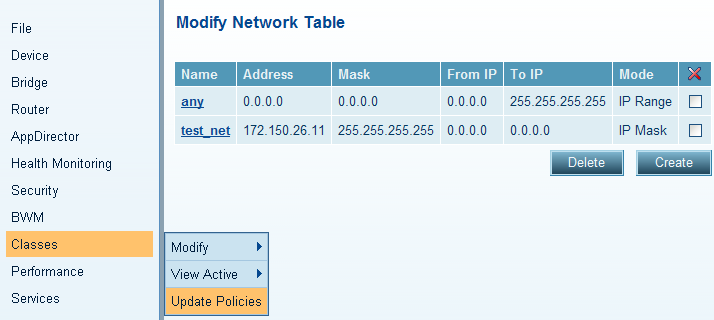 File
Device
Bridge
Router
AppDirector
Health Monitoring
Security
BWM
Classes
Performance
Services
Modify Network Table
Name Address Mask From IP To IP Mode
any 0.0.0.0 0.0.0.0 0.0.0.0 255.255.255.255 IP Range
test_net 172.150.26.11 255.255.255.255 0.0.0.0 0.0.0.0 IP Mask
Delete Create
Modify
View Active
Update Policies